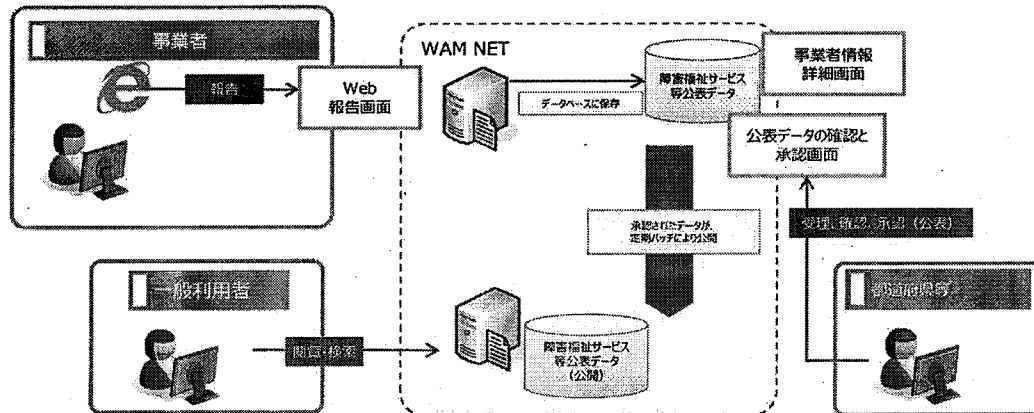 事業者
報告
Web
報告画面
WAM NET
データベースに保存
障害福祉サービス
等公表データ
事業者情報
詳細画面
公表データの確認と
承認画面
承認されたデータが、
定期バッチにより公開
受理、確認、承認（公表）
一般利用者
閲覧・検索
障害福祉サービス
等公表データ
（公開）
都道府県等